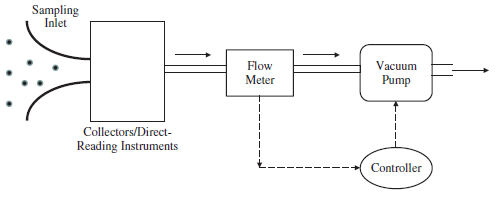 Sampling
Inlet
Flow
Meter
Vacuum
Pump
Collectors/Direct-
Reading Instruments
Controller